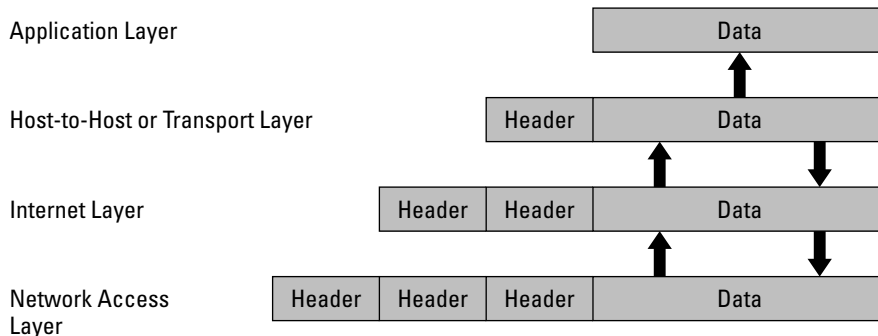 Application Layer
Data
Host-to-Host or Transport Layer
Header
Data
Internet Layer
Header
Header
Data
Network Access
Layer
Header
Header
Header
Data